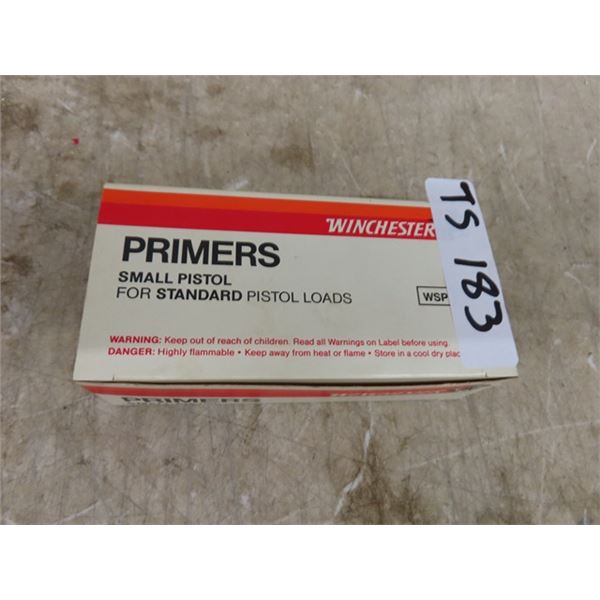 WINCHESTER
PRIMERS
SMALL PISTOL
FOR STANDARD PISTOL LOADS
WSP
WARNING: Keep out of reach of children. Read all Warnings on Label before using.
DANGER: Highly flammable • Keep away from heat or flame • Store in a cool dry plac
TS 183
PRIMERS